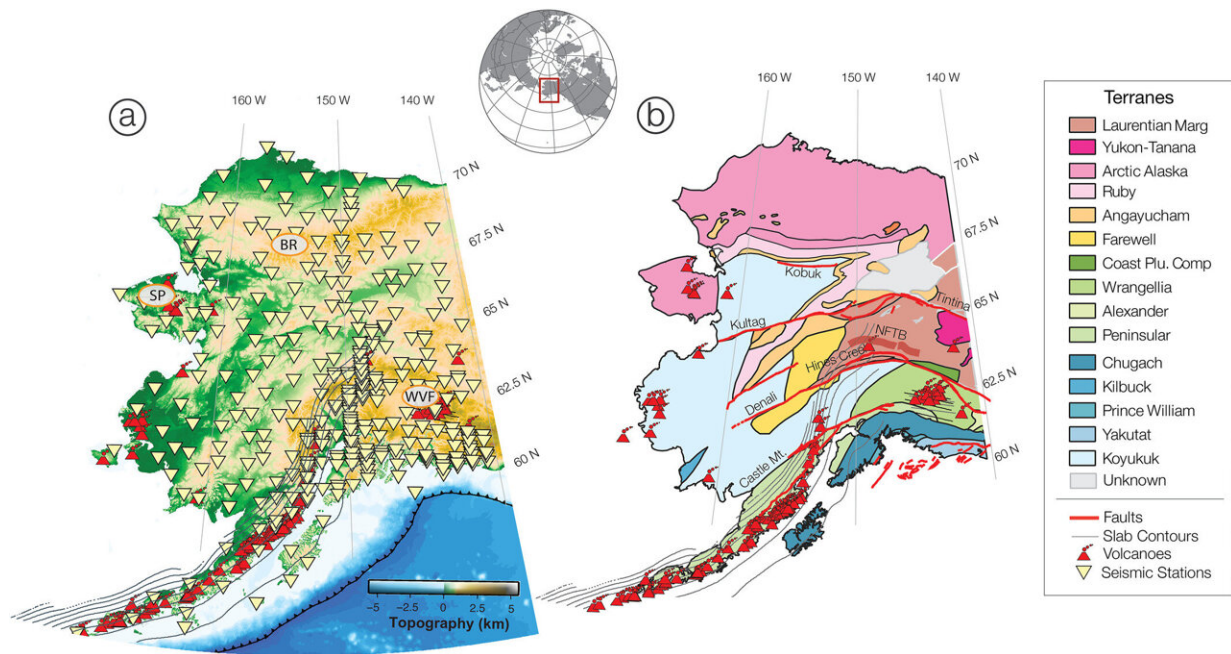 a
160 W
150 W
140 W
70 N
67.5 N
65 N
62.5 N
60 N
BR
SP
WVF
−5
−2.5
0
2.5
5
Topography (km)
b
160 W
150 W
140 W
70 N
67.5 N
65 N
62.5 N
60 N
Kobuk
Kultag
Tintina
NFTB
Hines Creek
Denali
Castle Mt.
Terranes
Laurentian Marg
Yukon-Tanana
Arctic Alaska
Ruby
Angayucham
Farewell
Coast Plu. Comp
Wrangellia
Alexander
Peninsular
Chugach
Kilbuck
Prince William
Yakutat
Koyukuk
Unknown
Faults
Slab Contours
Volcanoes
Seismic Stations